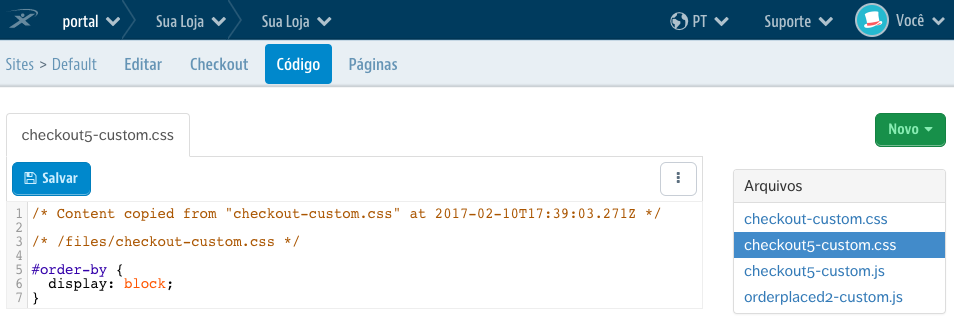 portal Sua Loja Sua Loja PT Suporte Você
Sites > Default Editar Checkout Código Páginas
checkout5-custom.css
Novo
Salvar
Arquivos
1 /* Content copied from "checkout-custom.css" at 2017-02-10T17:39:03.271Z */
2
3 /* /files/checkout-custom.css */
4
5 #order-by {
6 display: block;
7 }
checkout-custom.css
checkout5-custom.css
checkout5-custom.js
orderplaced2-custom.js